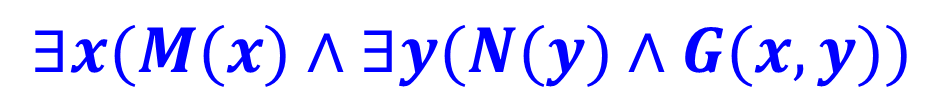 ∃x(M(x) ∧ ∃y(N(y) ∧ G(x,y))